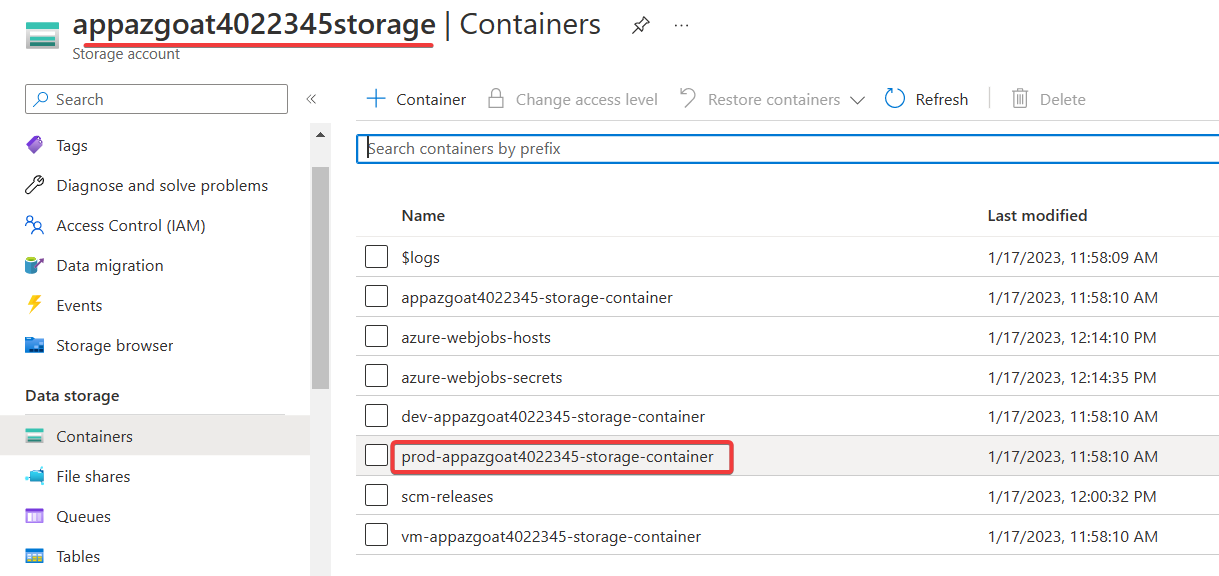 appazgoat4022345storage | Containers
Storage account
Search
Container
Change access level
Restore containers
Refresh
Delete
Search containers by prefix
Tags
Diagnose and solve problems
Access Control (IAM)
Data migration
Events
Storage browser
Data storage
Containers
File shares
Queues
Tables
Name Last modified
$logs 1/17/2023, 11:58:09 AM
appazgoat4022345-storage-container 1/17/2023, 11:58:10 AM
azure-webjobs-hosts 1/17/2023, 12:14:10 PM
azure-webjobs-secrets 1/17/2023, 12:14:35 PM
dev-appazgoat4022345-storage-container 1/17/2023, 11:58:10 AM
prod-appazgoat4022345-storage-container 1/17/2023, 11:58:10 AM
scm-releases 1/17/2023, 12:00:32 PM
vm-appazgoat4022345-storage-container 1/17/2023, 11:58:10 AM